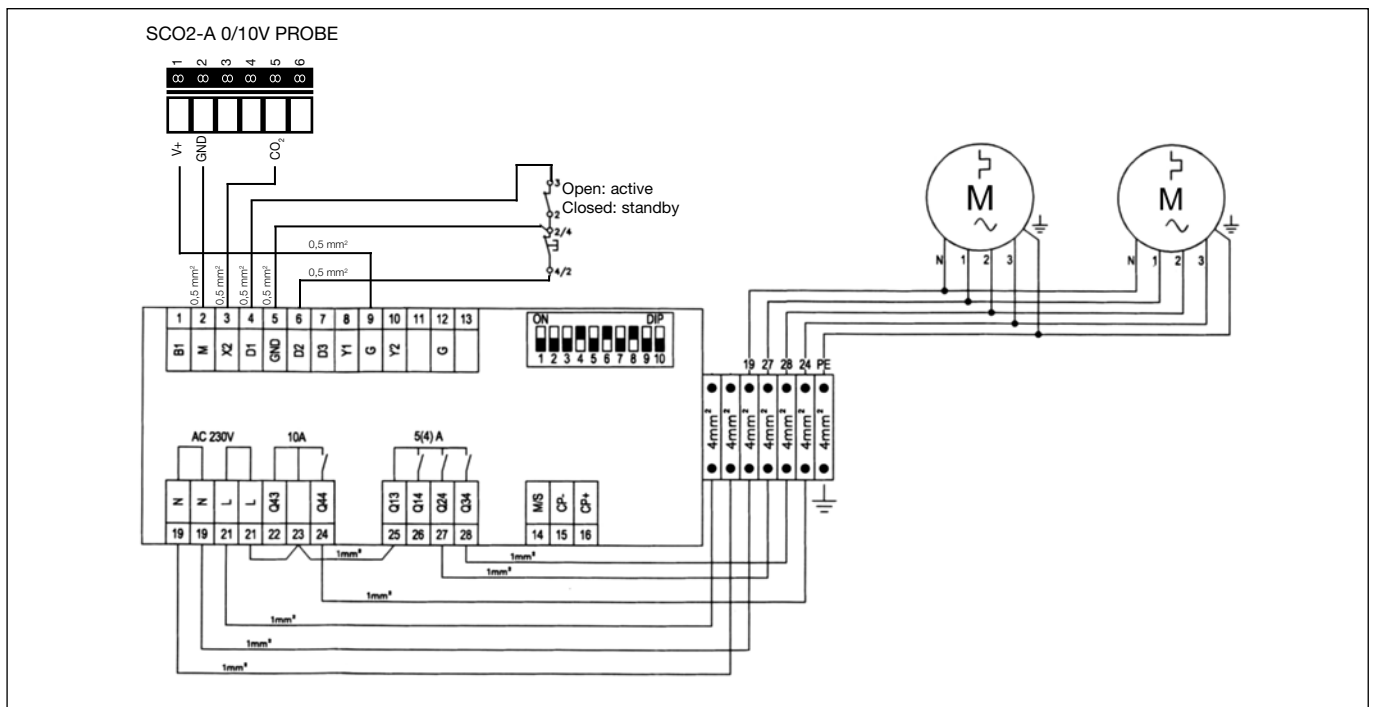 SCO2-A 0/10V PROBE
1 2 3 4 5 6
8 8 8 8 8 8
V+ GND CO₂
3
Open: active
2
Closed: standby
2/4
4/2
0,5 mm²
0,5 mm²
0,5 mm² 0,5 mm² 0,5 mm² 0,5 mm²
1 2 3 4 5 6 7 8 9 10 11 12 13
B1 M X2 D1 GND D2 D3 Y1 G Y2 G
ON DIP
1 2 3 4 5 6 7 8 9 10
M M
N 1 2 3 N 1 2 3
19 27 28 24 PE
4mm² 4mm² 4mm² 4mm² 4mm² 4mm² 4mm²
AC 230V 10A 5(4) A
N N L L Q43 Q44 Q13 Q14 Q24 Q34 M/S CP- CP+
19 19 21 21 22 23 24 25 26 27 28 14 15 16
1mm²
1mm²
1mm²
1mm²
1mm²
1mm²
1mm²